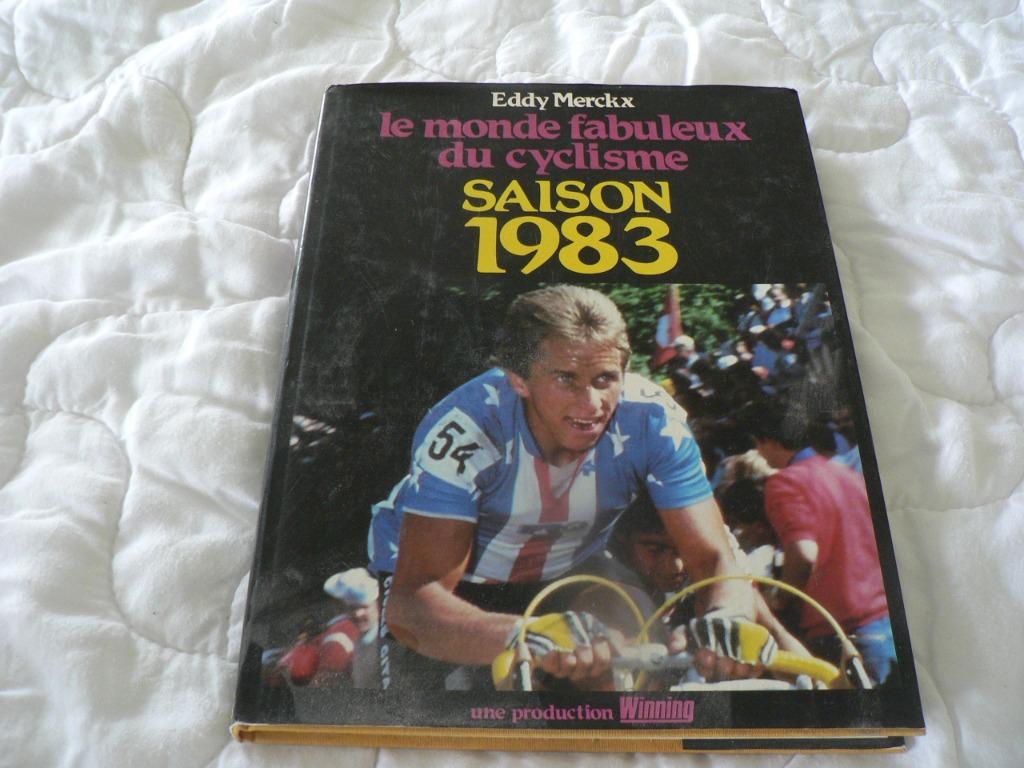 Eddy Merckx
le monde fabuleux
du cyclisme
SAISON
1983
54
une production Winning